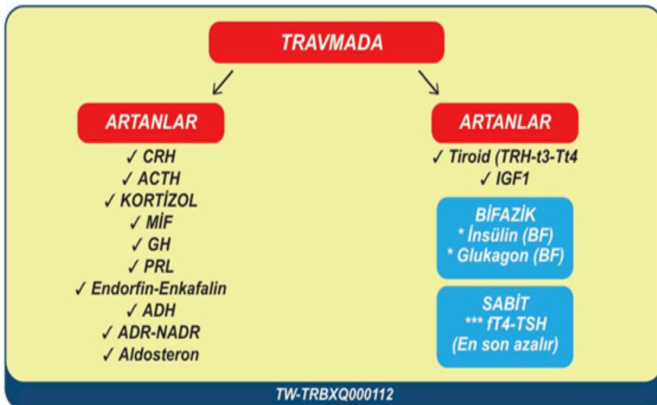 TRAVMADA
ARTANLAR
✓ CRH
✓ ACTH
✓ KORTİZOL
✓ MİF
✓ GH
✓ PRL
✓ Endorfin-Enkafalin
✓ ADH
✓ ADR-NADR
✓ Aldosteron
ARTANLAR
✓ Tiroid (TRH-t3-Tt4
✓ IGF1
BİFAZİK
* İnsülin (BF)
* Glukagon (BF)
SABİT
*** fT4-TSH
(En son azalır)
TW-TRBXQ000112